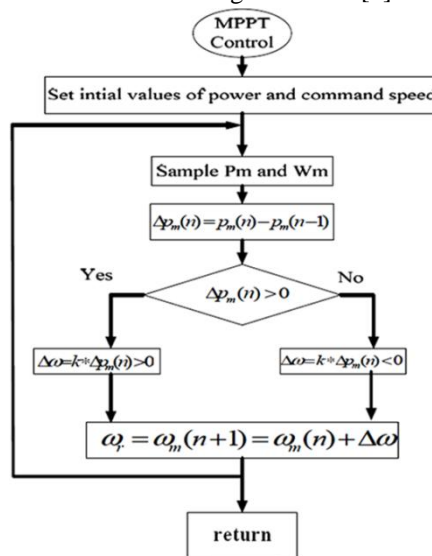 [
MPPT
Control
Set intial values of power and command speed
Sample Pm and Wm
Δp_m(n)=p_m(n)−p_m(n−1)
Yes
No
Δp_m(n)>0
Δω=k*Δp_m(n)>0
Δω=k*Δp_m(n)<0
ω_r = ω_m(n+1) = ω_m(n)+Δω
return